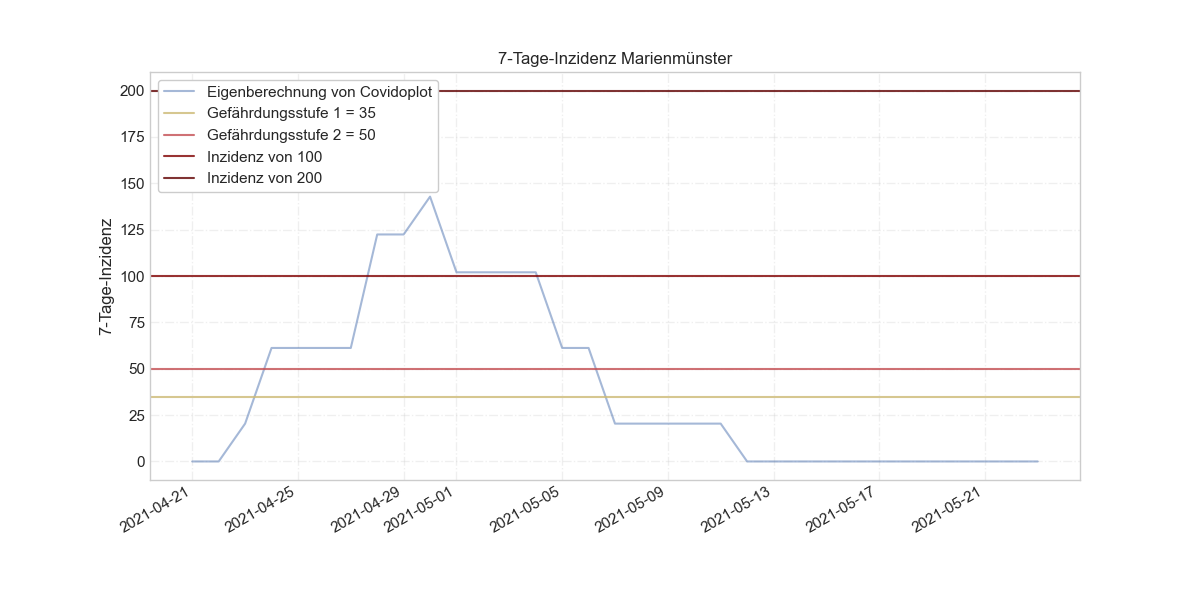 7-Tage-Inzidenz Marienmünster
Eigenberechnung von Covidoplot
Gefährdungsstufe 1 = 35
Gefährdungsstufe 2 = 50
Inzidenz von 100
Inzidenz von 200
7-Tage-Inzidenz
200
175
150
125
100
75
50
25
0
2021-04-21
2021-04-25
2021-04-29
2021-05-01
2021-05-05
2021-05-09
2021-05-13
2021-05-17
2021-05-21